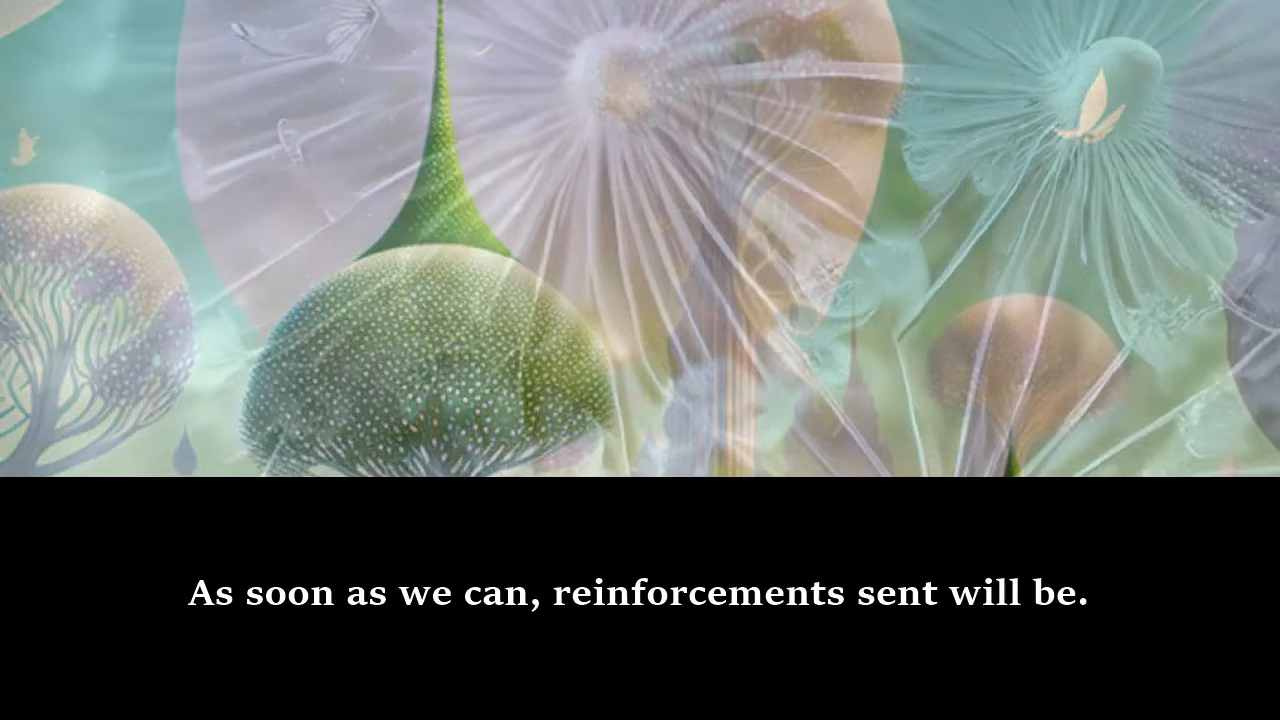 As soon as we can, reinforcements sent will be.